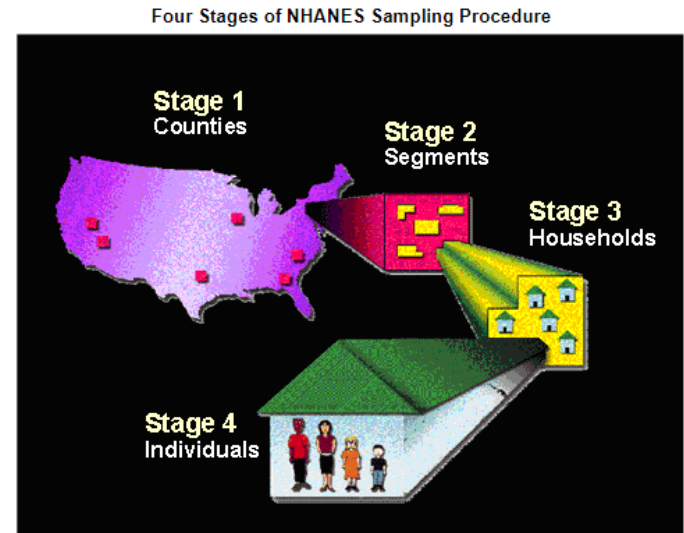 Four Stages of NHANES Sampling Procedure
Stage 1
Counties
Stage 2
Segments
Stage 3
Households
Stage 4
Individuals